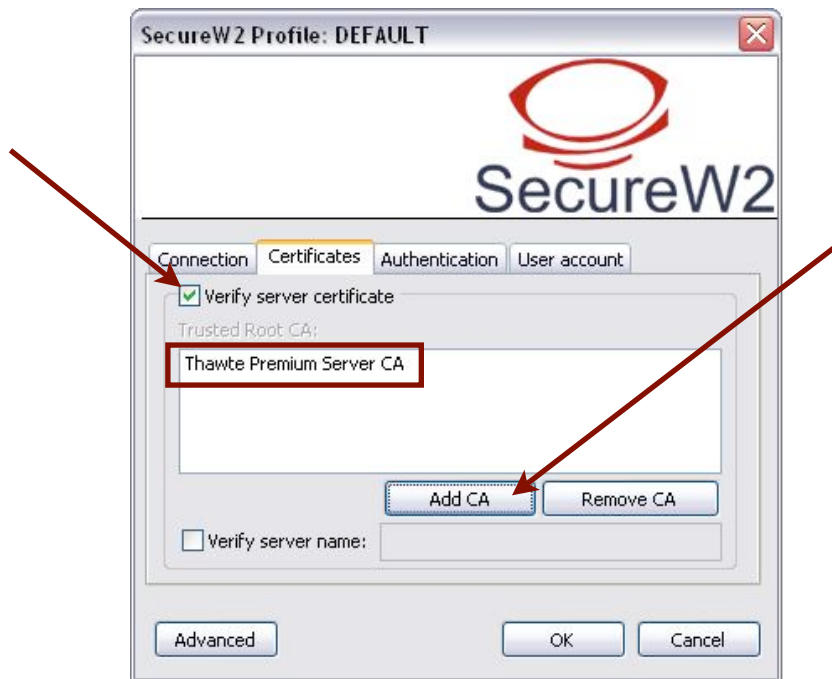 SecureW2 Profile: DEFAULT
SecureW2
Connection Certificates Authentication User account
Verify server certificate
Trusted Root CA:
Thawte Premium Server CA
Add CA Remove CA
Verify server name:
Advanced OK Cancel